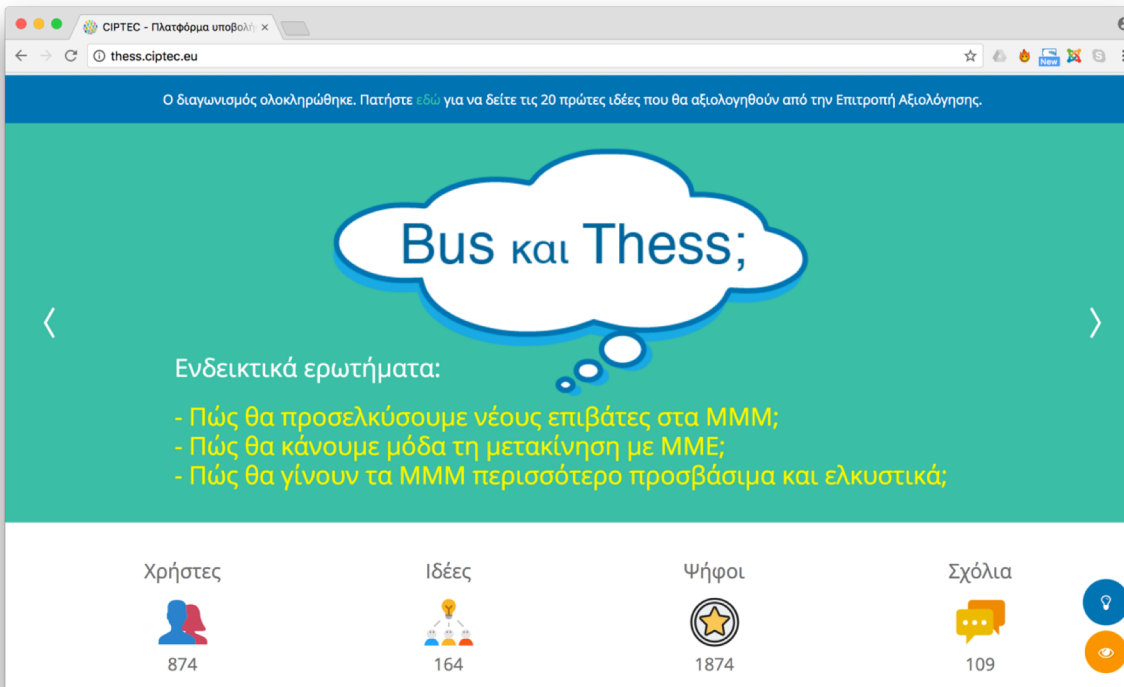 CIPTEC - Πλατφόρμα υποβολή
thess.ciptec.eu
New
Ο διαγωνισμός ολοκληρώθηκε. Πατήστε εδώ για να δείτε τις 20 πρώτες ιδέες που θα αξιολογηθούν από την Επιτροπή Αξιολόγησης.
Bus και Thess;
Ενδεικτικά ερωτήματα:
- Πώς θα προσελκύσουμε νέους επιβάτες στα ΜΜΜ;
- Πώς θα κάνουμε μόδα τη μετακίνηση με ΜΜΕ;
- Πώς θα γίνουν τα ΜΜΜ περισσότερο προσβάσιμα και ελκυστικά;
Χρήστες Ιδέες Ψήφοι Σχόλια
874 164 1874 109